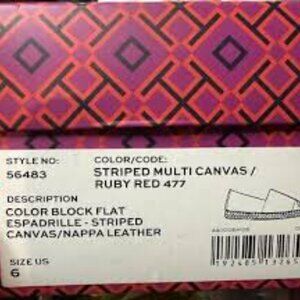 STYLE NO:
56483
COLOR/CODE:
STRIPED MULTI CANVAS /
RUBY RED 477
DESCRIPTION
COLOR BLOCK FLAT
ESPADRILLE - STRIPED
CANVAS/NAPPA LEATHER
SIZE US
6